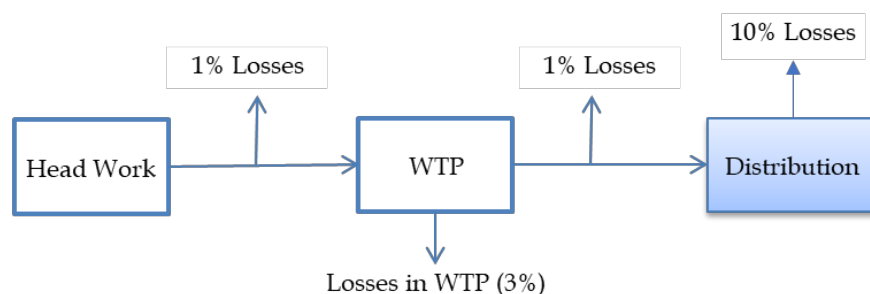 10% Losses
1% Losses
1% Losses
Head Work
WTP
Distribution
Losses in WTP (3%)